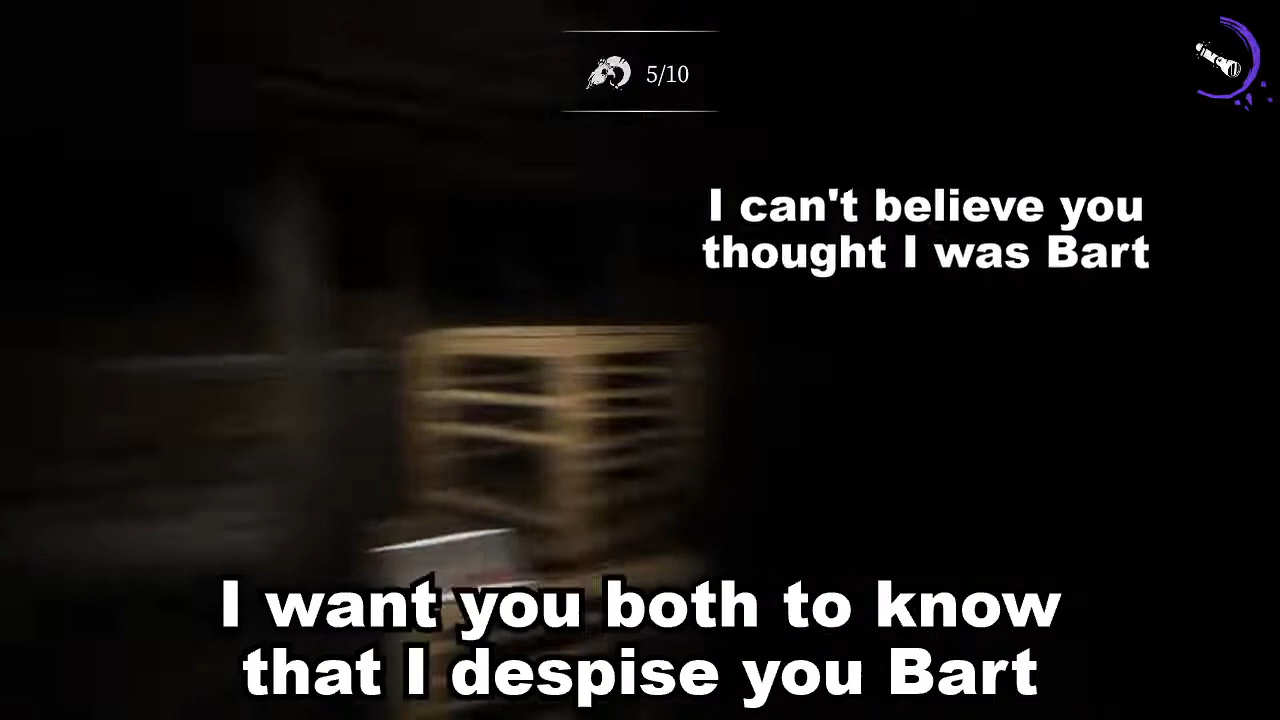 5/10
I can't believe you
thought I was Bart
I want you both to know
that I despise you Bart